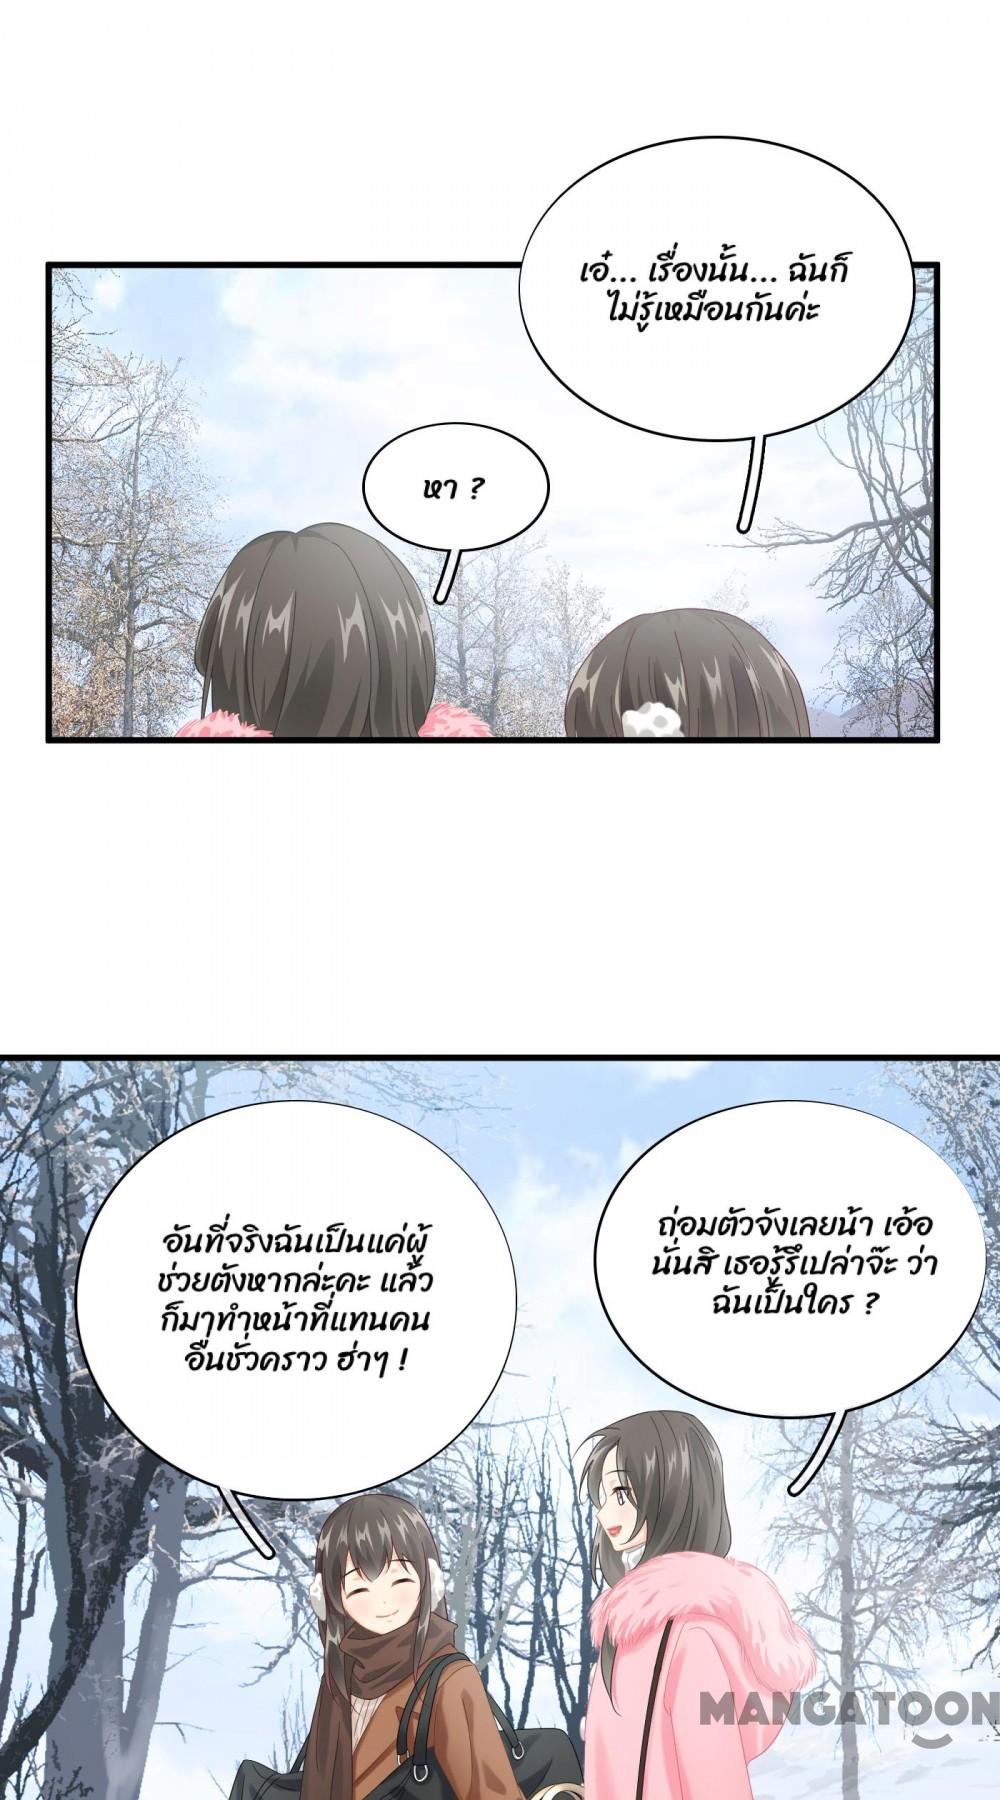 เอ๋... เรื่องนั้น... ฉันก็
ไม่รู้เหมือนกันค่ะ
หา ?
อันที่จริงฉันเป็นแค่ผู้
ช่วยตังหากล่ะคะ แล้ว
ก็มาทำหน้าที่แทนคน
อื่นชั่วคราว ฮ่าๆ !
ถ่อมตัวจังเลยน้า เอ้อ
นั่นสิ เธอรู้รึเปล่าจ๊ะ ว่า
ฉันเป็นใคร ?
MANGATOON